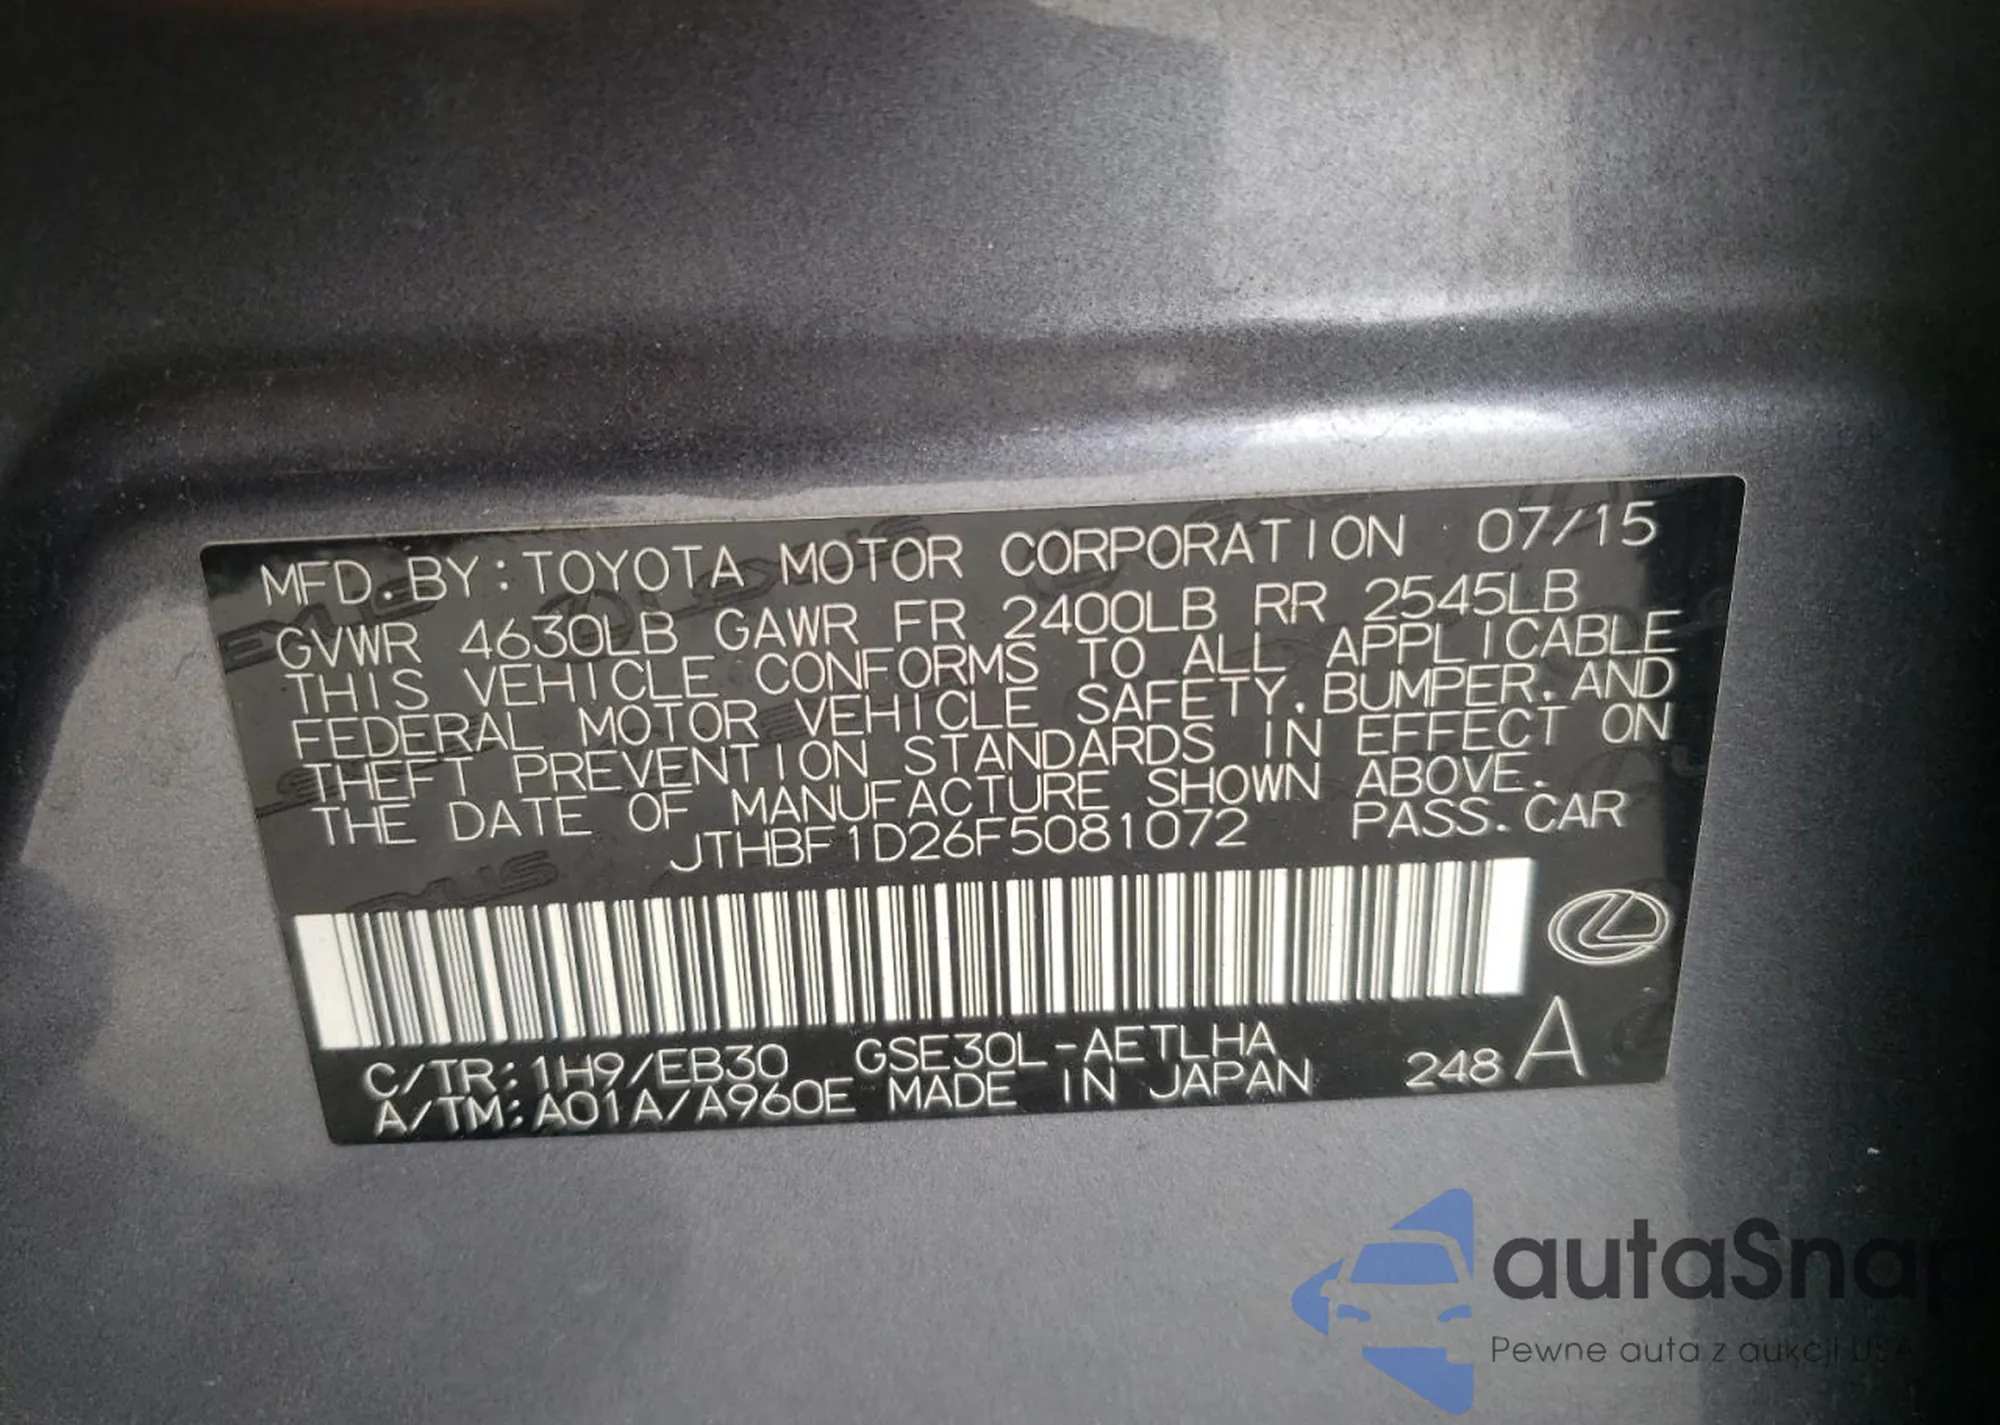 MFD. BY: TOYOTA MOTOR CORPORATION 07/15
GVWR 4630LB GAWR FR 2400LB RR 2545LB
THIS VEHICLE CONFORMS TO ALL APPLICABLE
FEDERAL MOTOR VEHICLE SAFETY, BUMPER, AND
THEFT PREVENTION STANDARDS IN EFFECT ON
THE DATE OF MANUFACTURE SHOWN ABOVE.
JTHBF1D26F5081072 PASS. CAR
C/TR: 1H9/EB30 GSE30L-AETLHA
A/TM: A01A/A960E MADE IN JAPAN 248 A
autaSnap
Pewne auta z aukcji USA